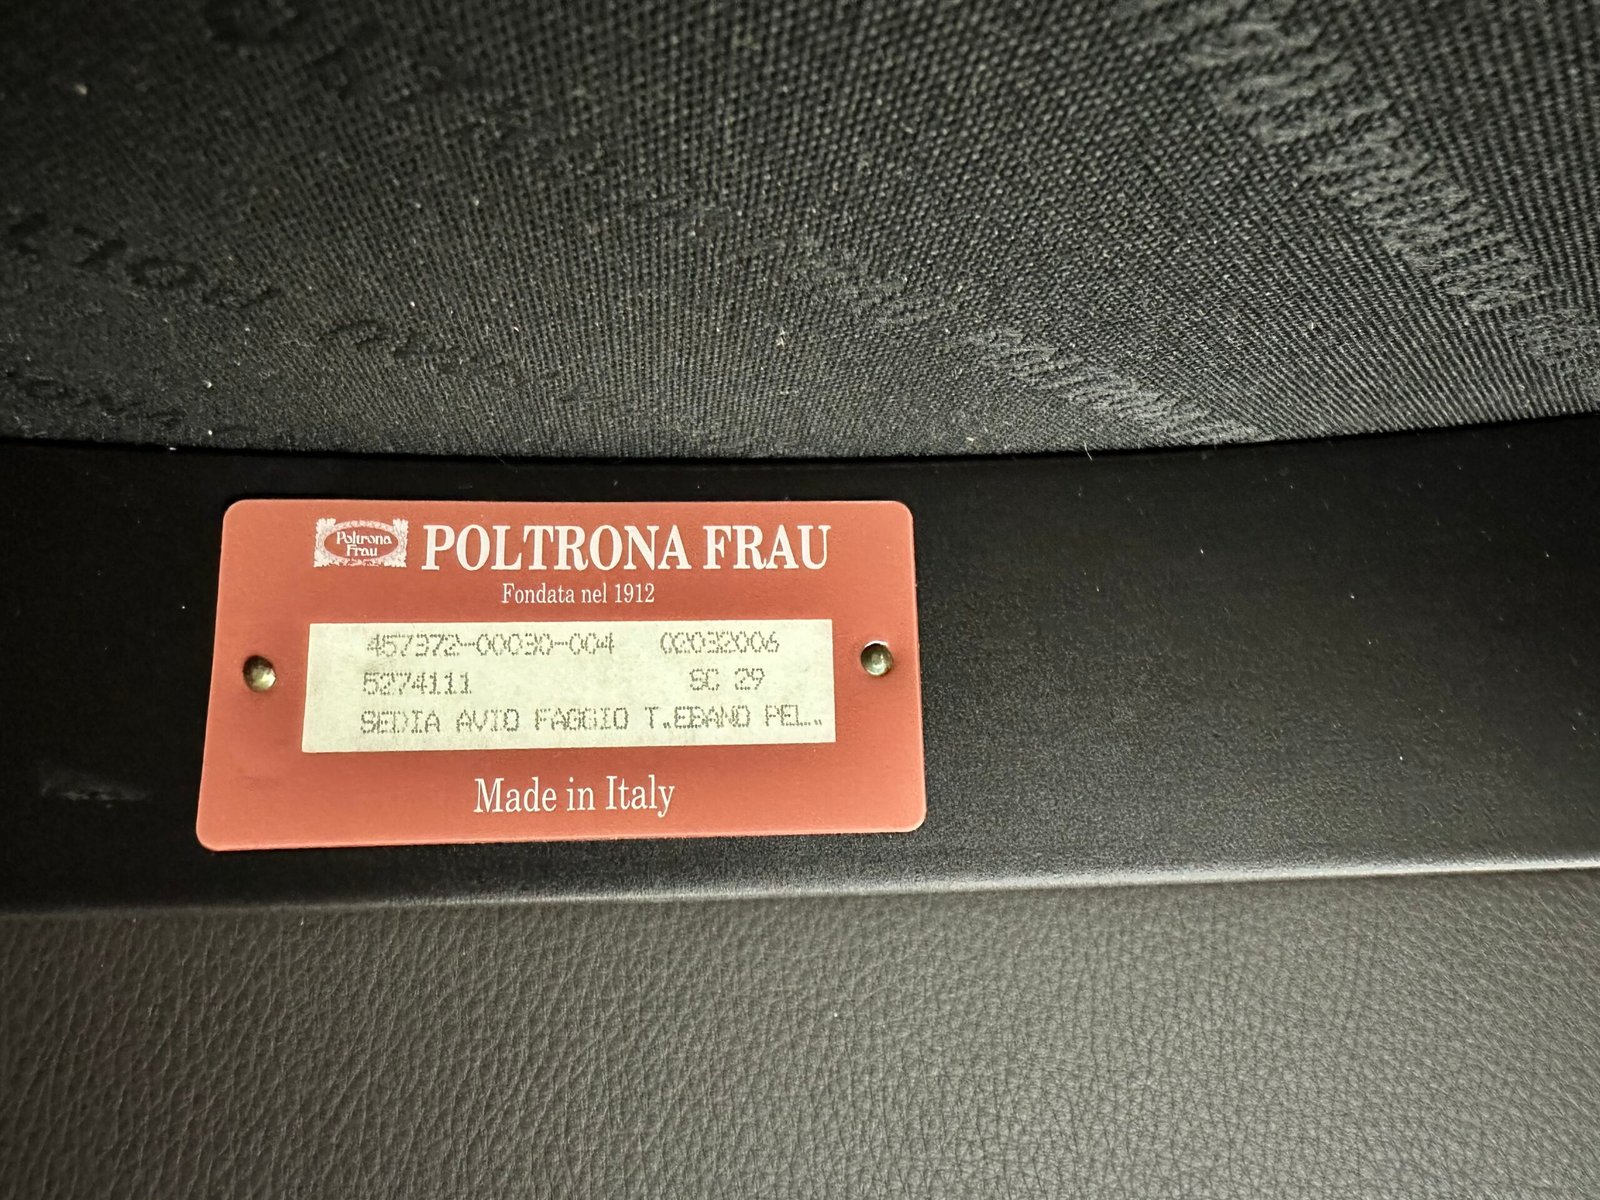 Poltrona
Frau
POLTRONA FRAU
Fondata nel 1912
457372-00030-004 02032006
5274111 SC 29
SEDIA AVIO FAGGIO T.EBANO PEL..
Made in Italy